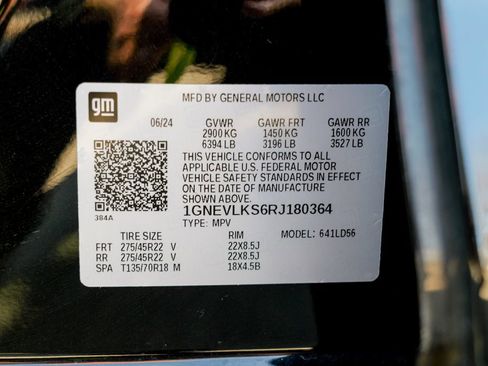 gm
MFD BY GENERAL MOTORS LLC
06/24 GVWR GAWR FRT GAWR RR
2900 KG 1450 KG 1600 KG
6394 LB 3196 LB 3527 LB
THIS VEHICLE CONFORMS TO ALL
APPLICABLE U.S. FEDERAL MOTOR
VEHICLE SAFETY STANDARDS IN EFFECT
ON THE DATE OF MANUFACTURE
SHOWN ABOVE.
384A
1GNEVLKS6RJ180364
TYPE: MPV
TIRE SIZE RIM MODEL: 641LD56
FRT 275/45R22 V 22X8.5J
RR 275/45R22 V 22X8.5J
SPA T135/70R18 M 18X4.5B